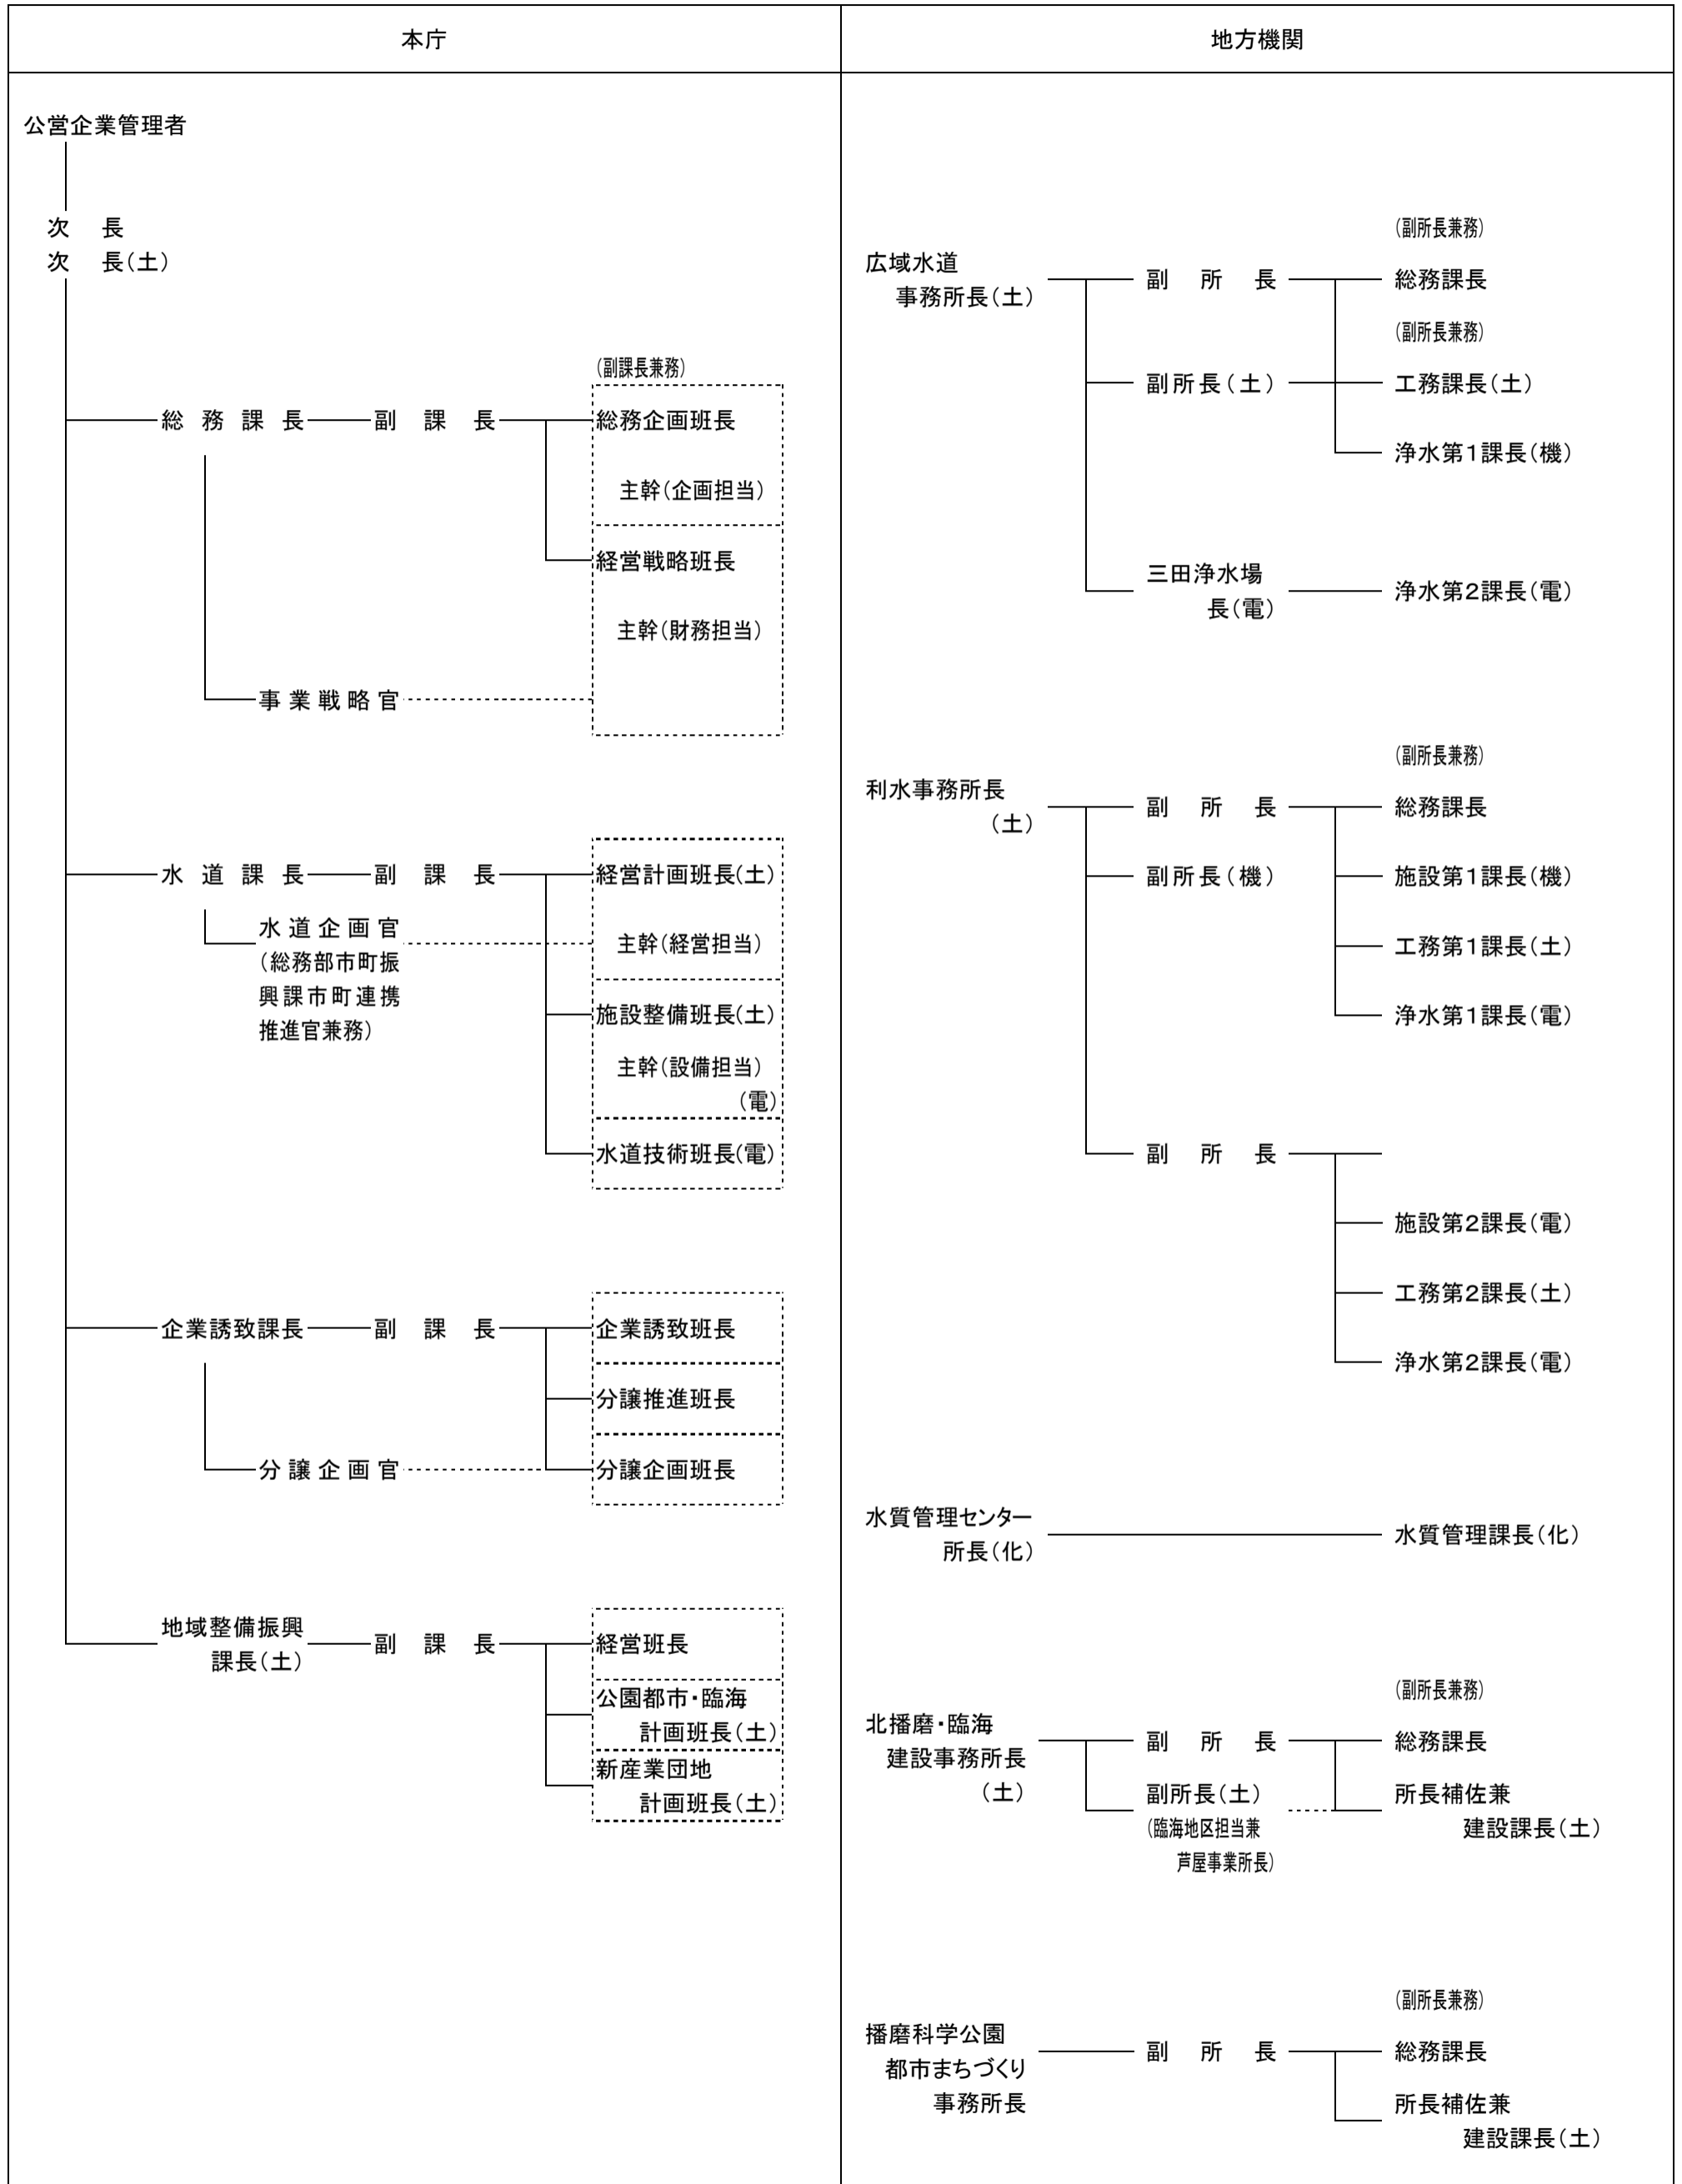 本庁
公営企業管理者
次　長
次　長(土)
(副課長兼務)
総務課長
副課長
総務企画班長
主幹(企画担当)
経営戦略班長
主幹(財務担当)
事業戦略官
水道課長
副課長
経営計画班長(土)
水道企画官
(総務部市町振
興課市町連携
推進官兼務)
主幹(経営担当)
施設整備班長(土)
主幹(設備担当)
(電)
水道技術班長(電)
企業誘致課長
副課長
企業誘致班長
分譲推進班長
分譲企画官
分譲企画班長
地域整備振興
課長(土)
副課長
経営班長
公園都市・臨海
計画班長(土)
新産業団地
計画班長(土)
地方機関
広域水道
事務所長(土)
副所長
(副所長兼務)
総務課長
副所長(土)
(副所長兼務)
工務課長(土)
浄水第1課長(機)
三田浄水場
長(電)
浄水第2課長(電)
利水事務所長
(土)
副所長
(副所長兼務)
総務課長
副所長(機)
施設第1課長(機)
工務第1課長(土)
浄水第1課長(電)
副所長
施設第2課長(電)
工務第2課長(土)
浄水第2課長(電)
水質管理センター
所長(化)
水質管理課長(化)
北播磨・臨海
建設事務所長
(土)
副所長
(副所長兼務)
総務課長
副所長(土)
(臨海地区担当兼
芦屋事業所長)
所長補佐兼
建設課長(土)
播磨科学公園
都市まちづくり
事務所長
副所長
(副所長兼務)
総務課長
所長補佐兼
建設課長(土)